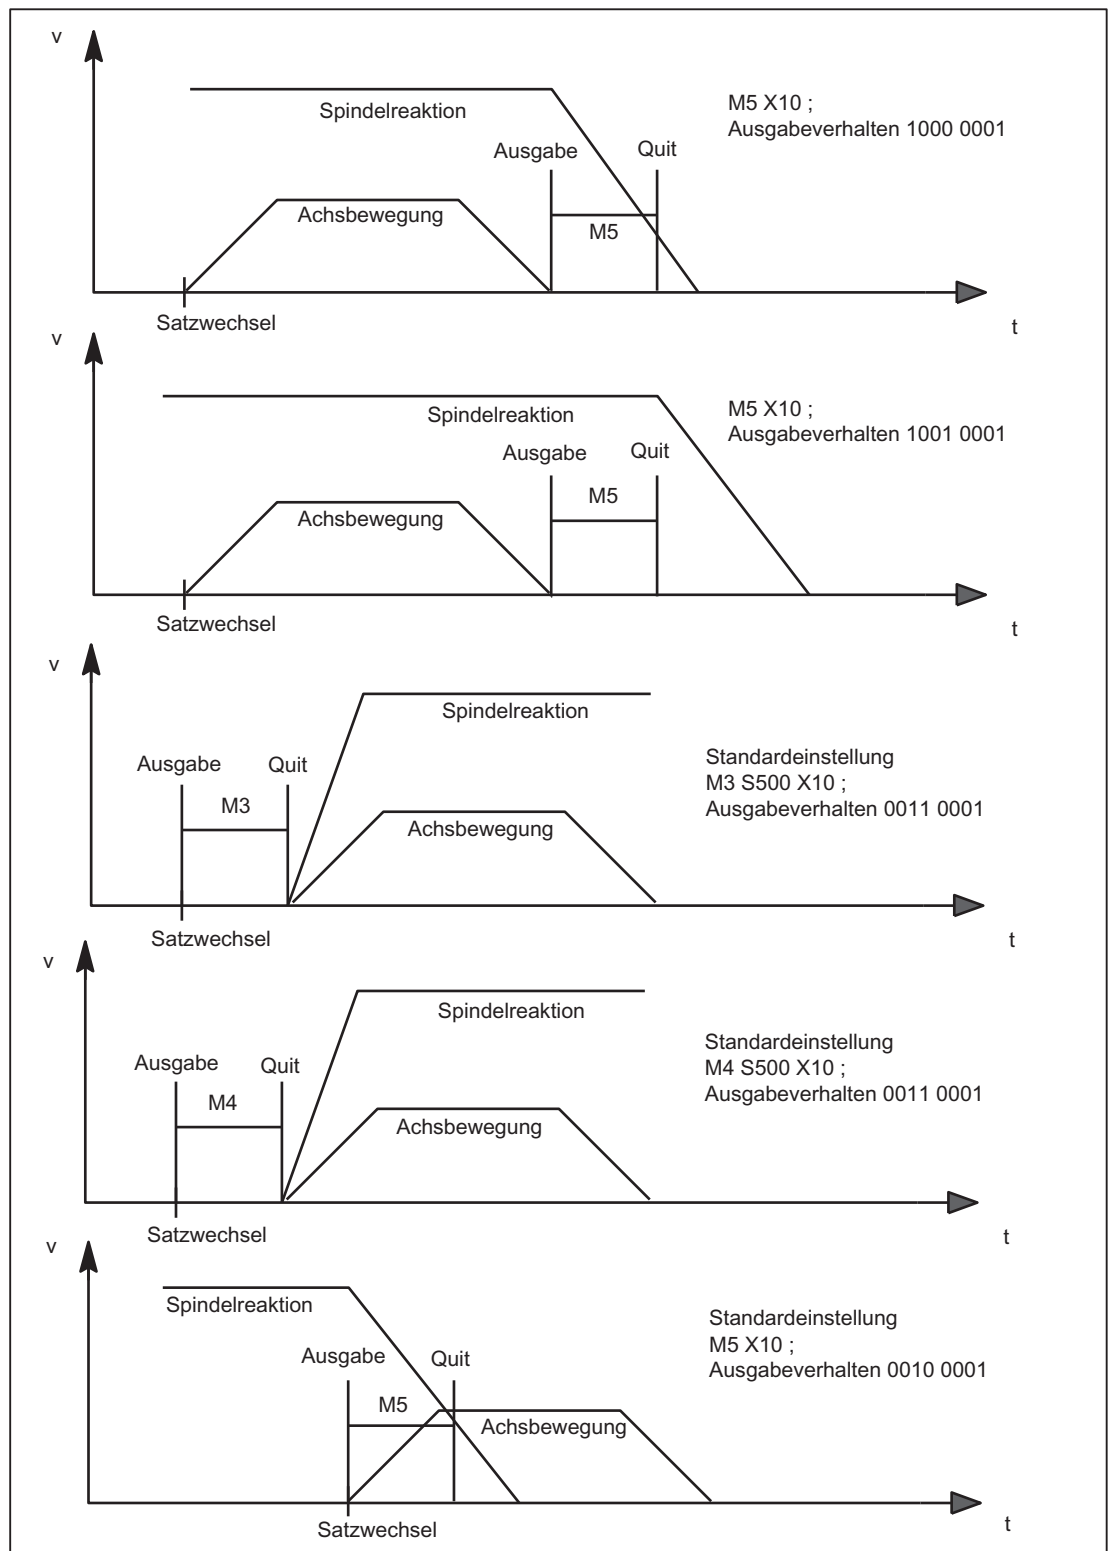 v
Spindelreaktion
M5 X10 ;
Ausgabeverhalten 1000 0001
Ausgabe
Quit
Achsbewegung
M5
Satzwechsel
t
v
Spindelreaktion
M5 X10 ;
Ausgabeverhalten 1001 0001
Ausgabe
Quit
M5
Achsbewegung
Satzwechsel
t
v
Spindelreaktion
Ausgabe
Quit
M3
Achsbewegung
Standardeinstellung
M3 S500 X10 ;
Ausgabeverhalten 0011 0001
Satzwechsel
t
v
Spindelreaktion
Ausgabe
Quit
M4
Achsbewegung
Standardeinstellung
M4 S500 X10 ;
Ausgabeverhalten 0011 0001
Satzwechsel
t
v
Spindelreaktion
Ausgabe
Quit
M5
Achsbewegung
Standardeinstellung
M5 X10 ;
Ausgabeverhalten 0010 0001
Satzwechsel
t